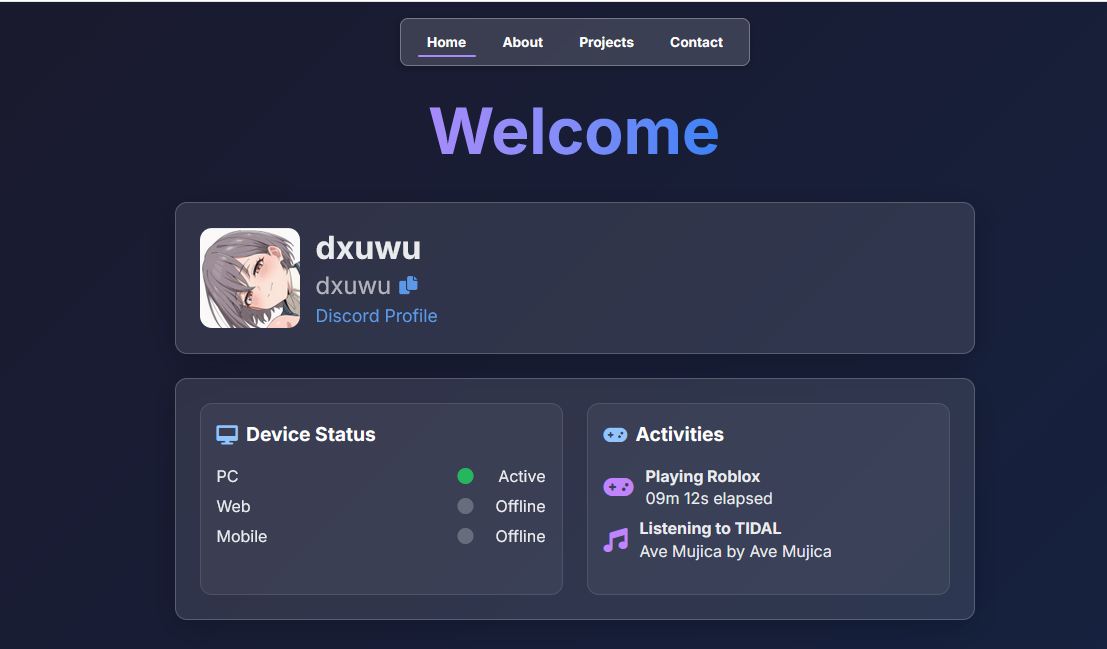 Home About Projects Contact
Welcome
dxuwu
dxuwu
Discord Profile
Device Status
PC Active
Web Offline
Mobile Offline
Activities
Playing Roblox
09m 12s elapsed
Listening to TIDAL
Ave Mujica by Ave Mujica